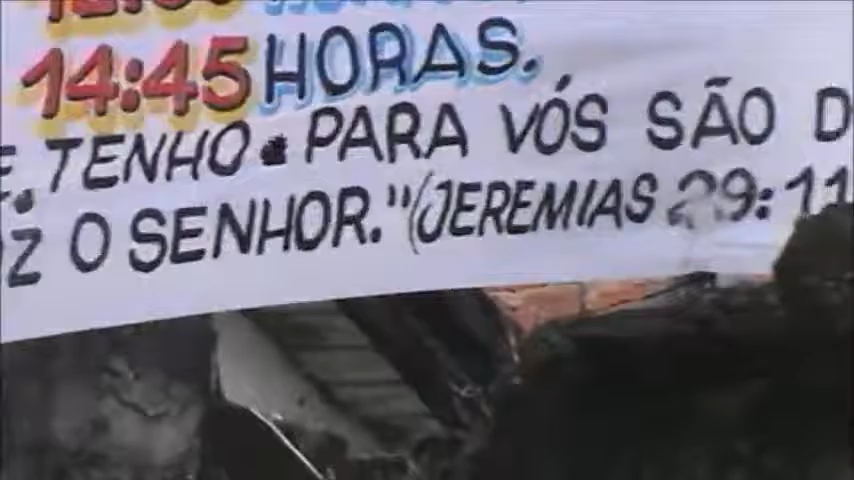 14:45 HORAS.
TENHO PARA VÓS SÃO
O SENHOR." (JEREMIAS 29:11